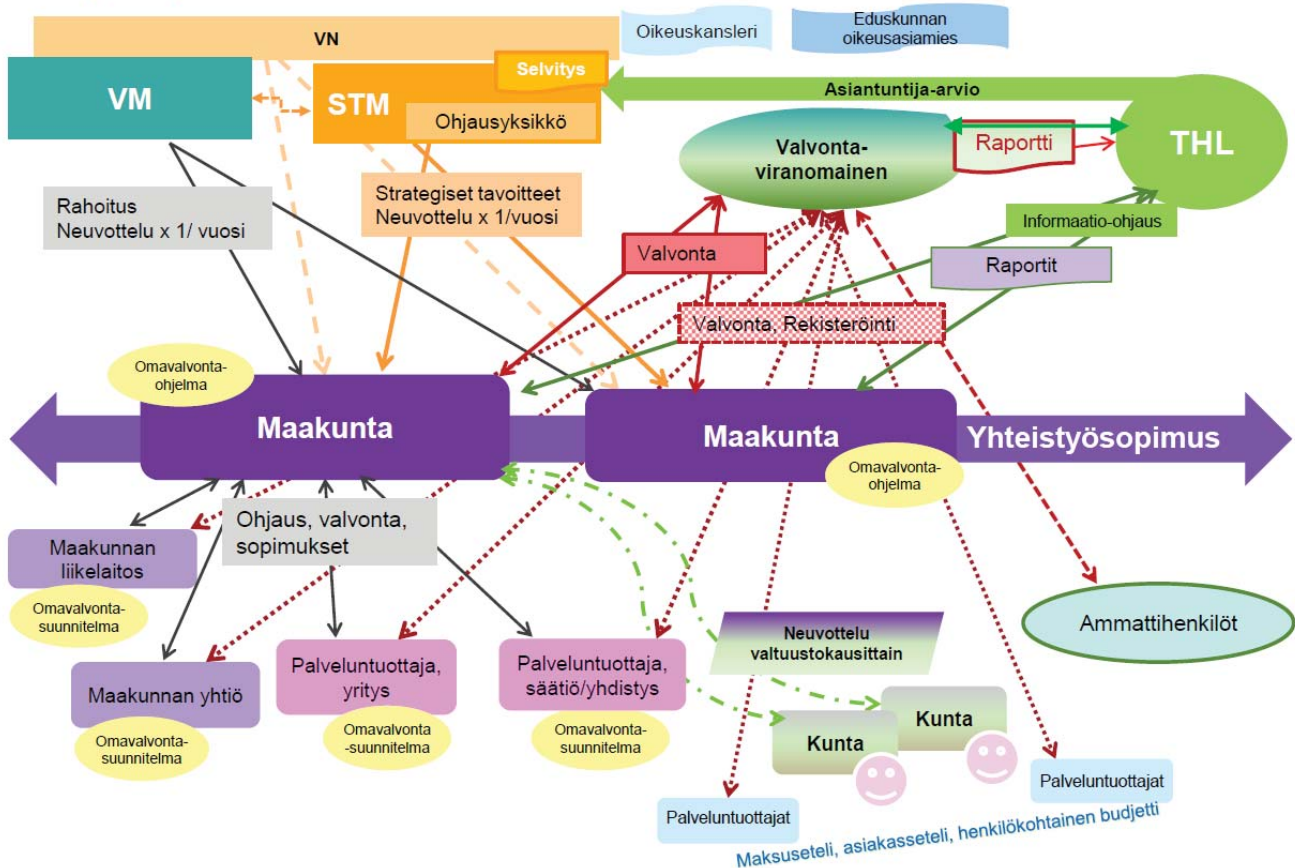 VN
Oikeuskansleri
Eduskunnan
oikeusasiamies
VM
STM
Selvitys
Ohjausyksikkö
Asiantuntija-arvio
THL
Valvonta-
viranomainen
Raportti
Rahoitus
Neuvottelu x 1/ vuosi
Strategiset tavoitteet
Neuvottelu x 1/vuosi
Valvonta
Informaatio-ohjaus
Raportit
Valvonta, Rekisteröinti
Omavalvonta-
ohjelma
Maakunta
Maakunta
Yhteistyösopimus
Omavalvonta-
ohjelma
Ohjaus, valvonta,
sopimukset
Maakunnan
liikelaitos
Omavalvonta-
suunnitelma
Maakunnan yhtiö
Omavalvonta-
suunnitelma
Palveluntuottaja,
yritys
Omavalvonta
-suunnitelma
Palveluntuottaja,
säätiö/yhdistys
Omavalvonta-
suunnitelma
Neuvottelu
valtuustokausittain
Ammattihenkilöt
Kunta
Kunta
Palveluntuottajat
Palveluntuottajat
Maksuseteli, asiakasseteli, henkilökohtainen budjetti